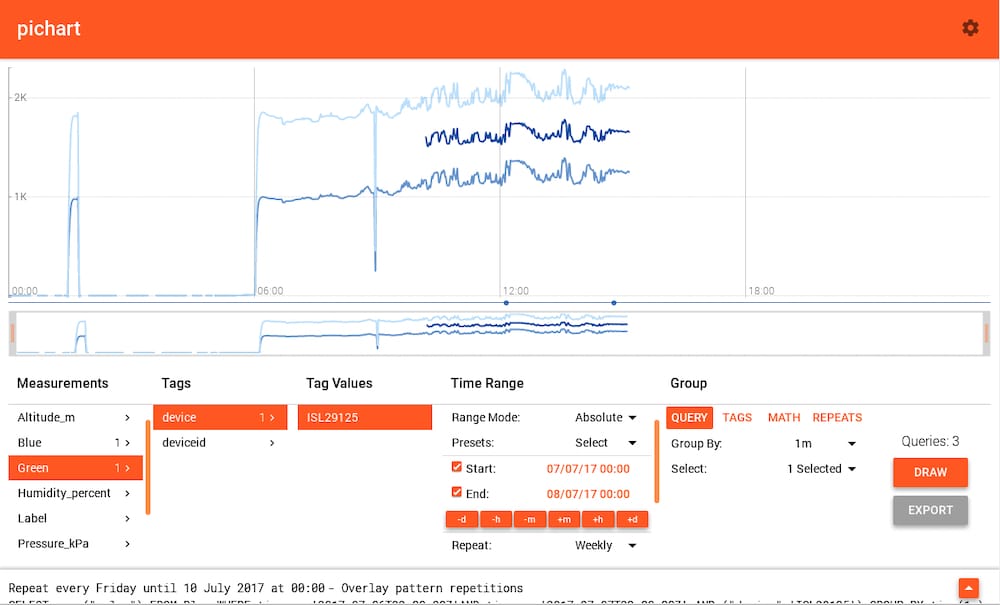 pichart
2K
1K
00:00 06:00 12:00 18:00
Measurements Tags Tag Values Time Range Group
Altitude_m
Blue 1
Green 1
Humidity_percent
Label
Pressure_kPa
device 1
deviceid
ISL29125
Range Mode: Absolute
Presets: Select
Start: 07/07/17 00:00
End: 08/07/17 00:00
-d -h -m +m +h +d
Repeat: Weekly
QUERY TAGS MATH REPEATS
Group By: 1m
Select: 1 Selected
Queries: 3
DRAW
EXPORT
Repeat every Friday until 10 July 2017 at 00:00 - Overlay pattern repetitions